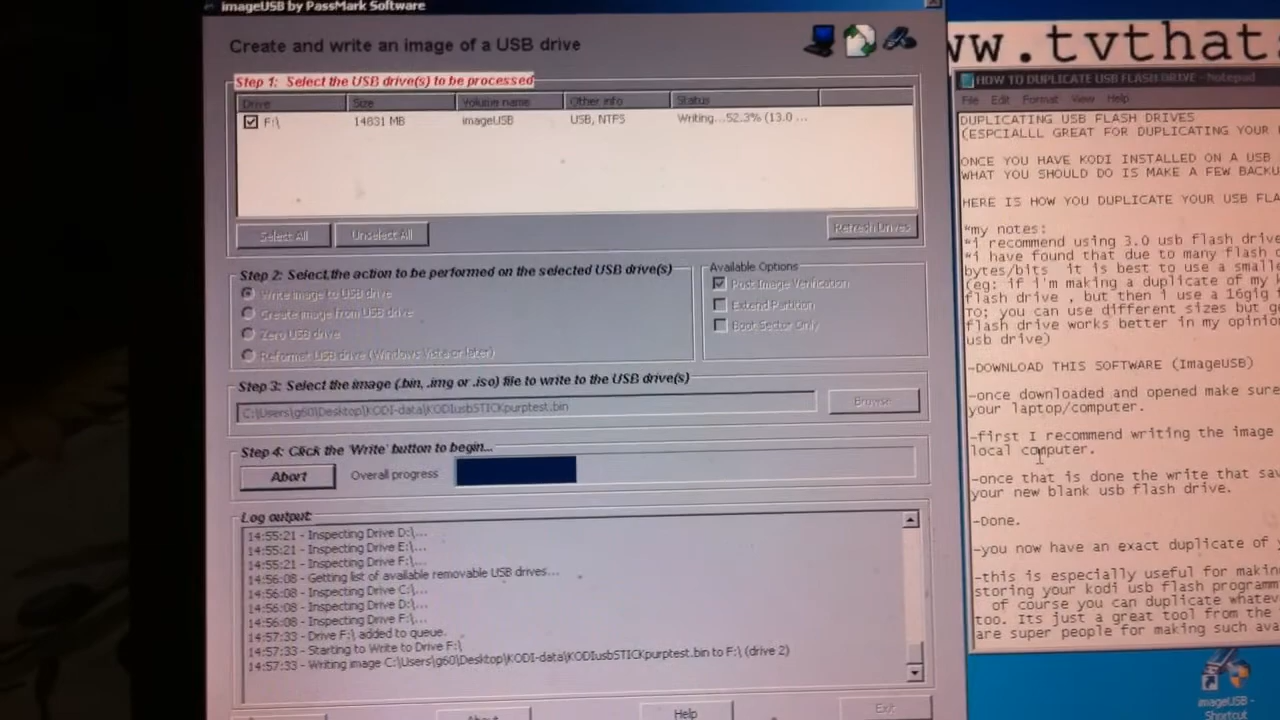 imageUSB by PassMark Software
Create and write an image of a USB drive
Step 1: Select the USB drive(s) to be processed
Drive Size Volume name Other info Status
F:\ 14831 MB imageUSB USB, NTFS Writing...52.3% (13.0 ...
Select All Unselect All Refresh Drives
Step 2: Select the action to be performed on the selected USB drive(s)
Write image to USB drive
Create image from USB drive
Zero USB drive
Reformat USB drive (Windows Vista or later)
Available Options
Post Image Verification
Extend Partition
Boot Sector Only
Step 3: Select the image (.bin, .img or .iso) file to write to the USB drive(s)
C:\Users\g60\Desktop\KODI-data\KODIusbSTICKpurptest.bin
Browse
Step 4: Click the 'Write' button to begin...
Abort Overall progress
Log output:
14:55:21 - Inspecting Drive D:\...
14:55:21 - Inspecting Drive E:\...
14:55:21 - Inspecting Drive F:\...
14:56:08 - Getting list of available removable USB drives...
14:56:08 - Inspecting Drive C:\...
14:56:08 - Inspecting Drive D:\...
14:56:08 - Inspecting Drive F:\...
14:57:33 - Drive F:\ added to queue.
14:57:33 - Starting to Write to Drive F:\
14:57:33 - Writing image C:\Users\g60\Desktop\KODI-data\KODIusbSTICKpurptest.bin to F:\ (drive 2)
About Help Exit
ww.tvthats
HOW TO DUPLICATE USB FLASH DRIVE - Notepad
File Edit Format View Help
DUPLICATING USB FLASH DRIVES
(ESPCIALLL GREAT FOR DUPLICATING YOUR
ONCE YOU HAVE KODI INSTALLED ON A USB
WHAT YOU SHOULD DO IS MAKE A FEW BACKU
HERE IS HOW YOU DUPLICATE YOUR USB FLA
*my notes:
*i recommend using 3.0 usb flash drive
*i have found that due to many flash
bytes/bits it is best to use a smalle
(eg: if i'm making a duplicate of my k
flash drive , but then i use a 16gig
TO; you can use different sizes but
flash drive works better in my opinion
usb drive)
-DOWNLOAD THIS SOFTWARE (ImageUSB)
-once downloaded and opened make sure
your laptop/computer.
-first I recommend writing the image
local computer.
-once that is done the write that sav
your new blank usb flash drive.
-Done.
-you now have an exact duplicate of
-this is especially useful for makin
storing your kodi usb flash programm
of course you can duplicate whatev
too. Its just a great tool from the
are super people for making such ava
imageUSB -
Shortcut